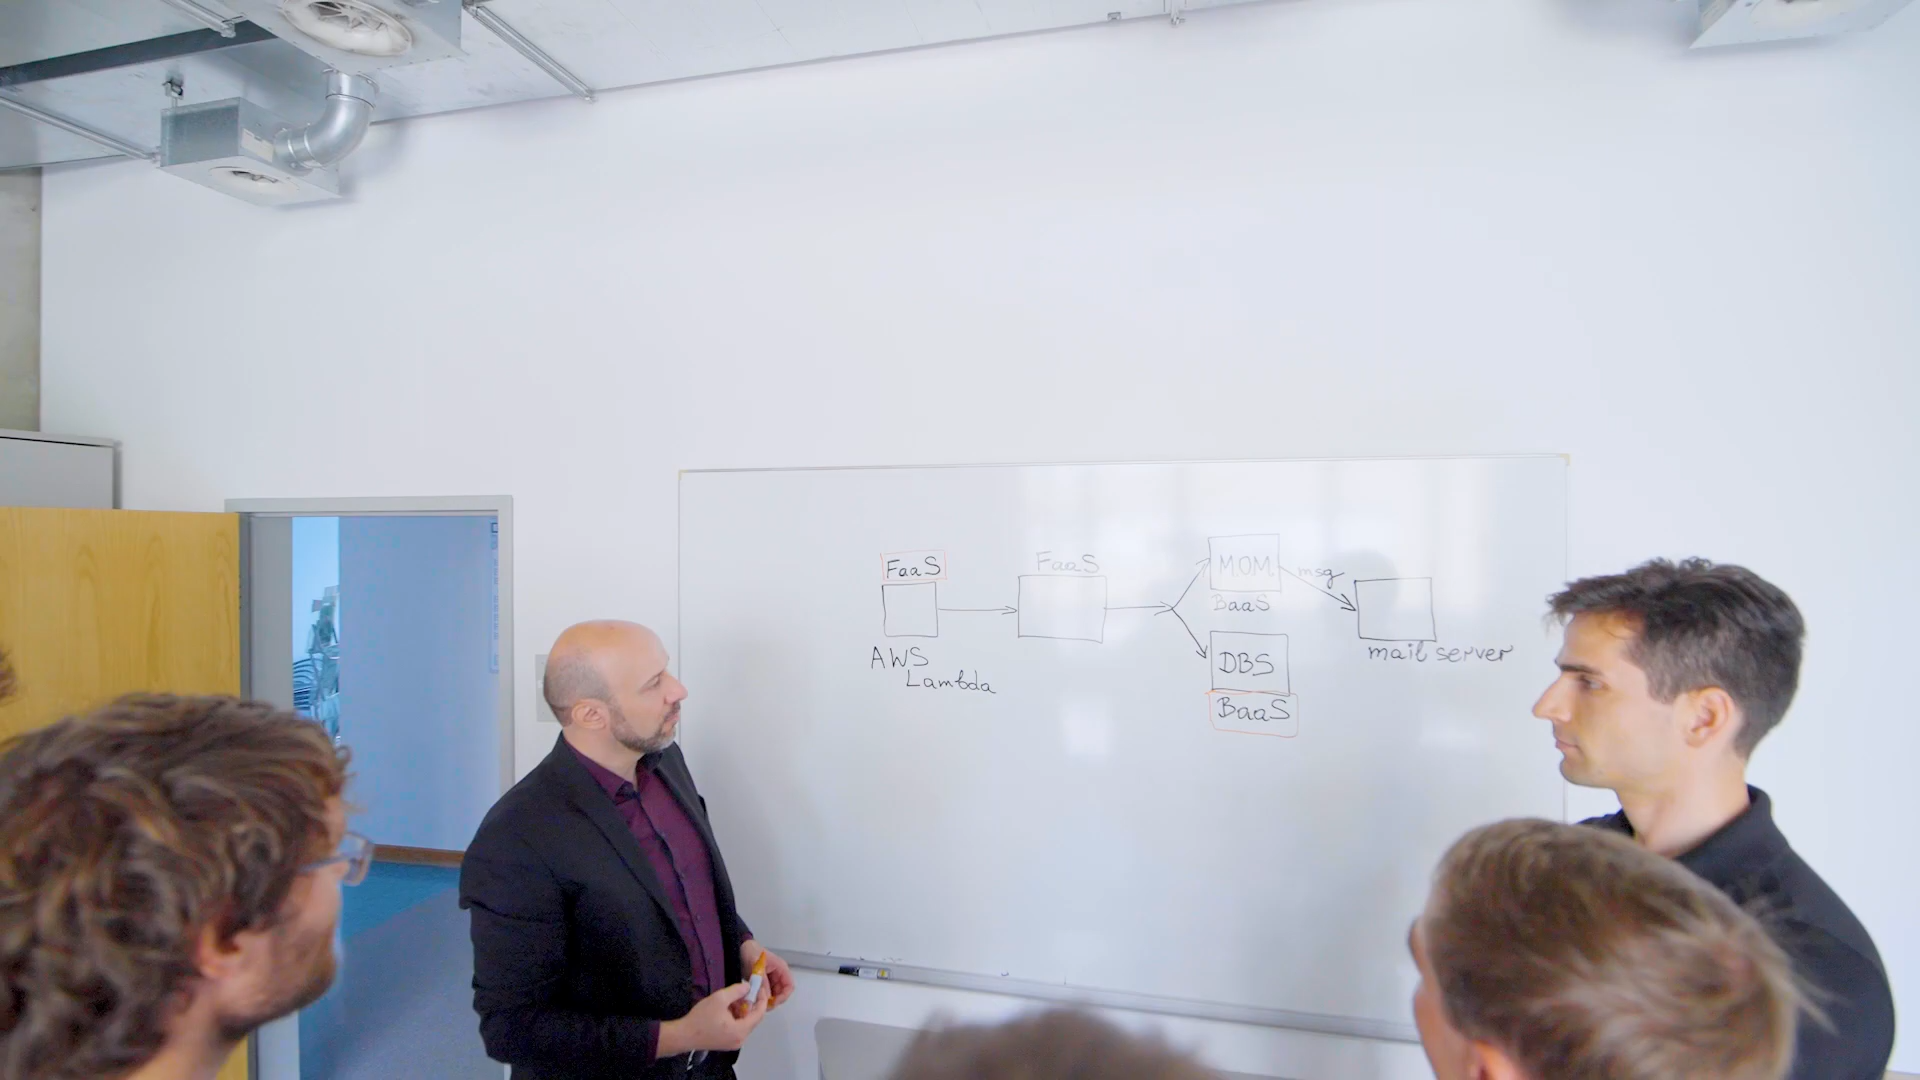 FaaS
FaaS
M.O.M.
msg
BaaS
mail server
DBS
BaaS
AWS
Lambda